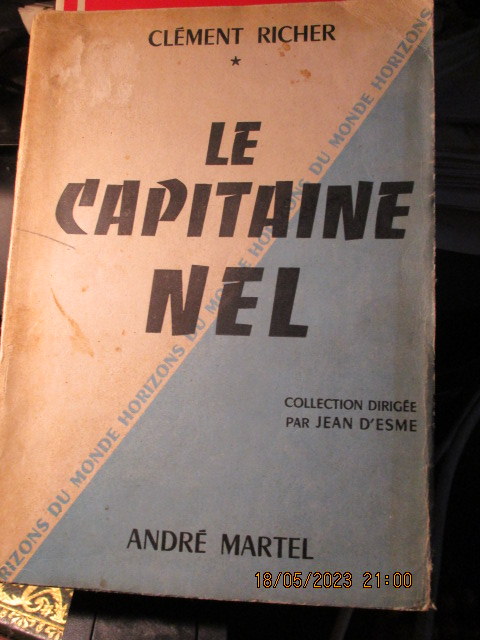 CLÉMENT RICHER
*
LE
CAPITAINE
NEL
RIZONS DU MONDE HORIZONS DU MONDE HORIZONS DU MONDE HORIZONS
COLLECTION DIRIGÉE
PAR JEAN D'ESME
ANDRÉ MARTEL
18/05/2023 21:00